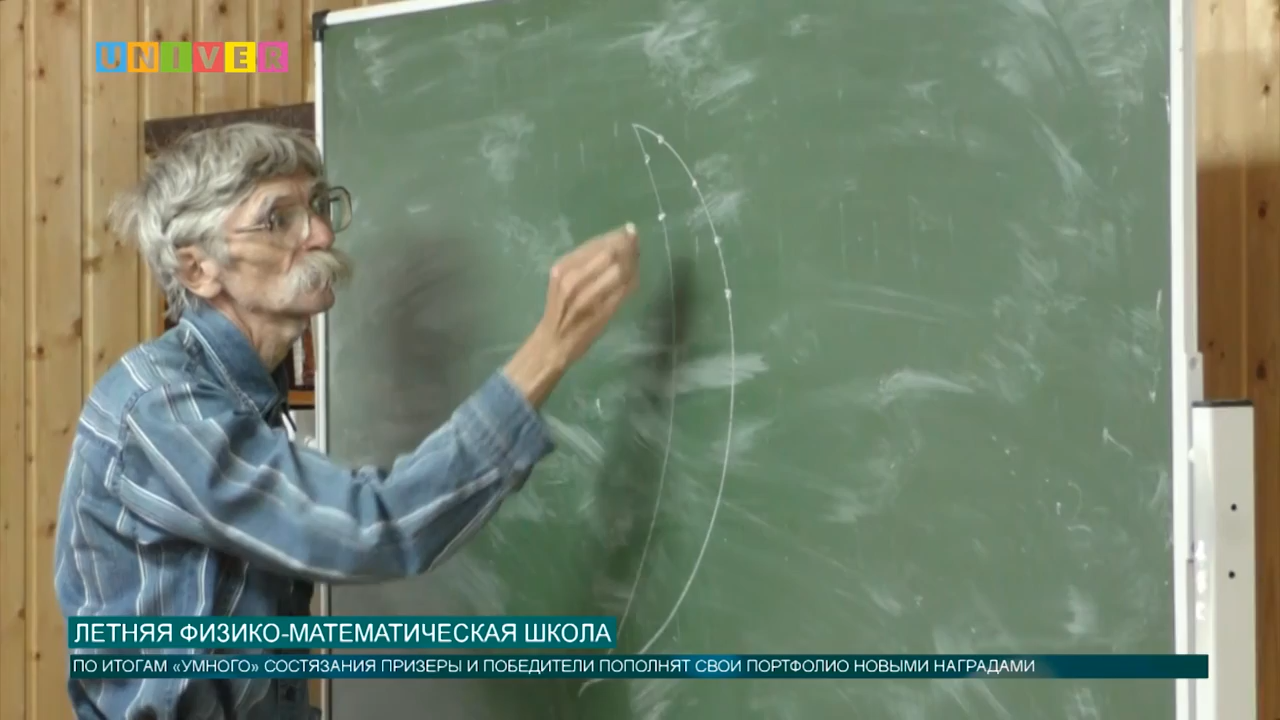 UNIVER
ЛЕТНЯЯ ФИЗИКО-МАТЕМАТИЧЕСКАЯ ШКОЛА
ПО ИТОГАМ «УМНОГО» СОСТЯЗАНИЯ ПРИЗЕРЫ И ПОБЕДИТЕЛИ ПОПОЛНЯТ СВОИ ПОРТФОЛИО НОВЫМИ НАГРАДАМИ